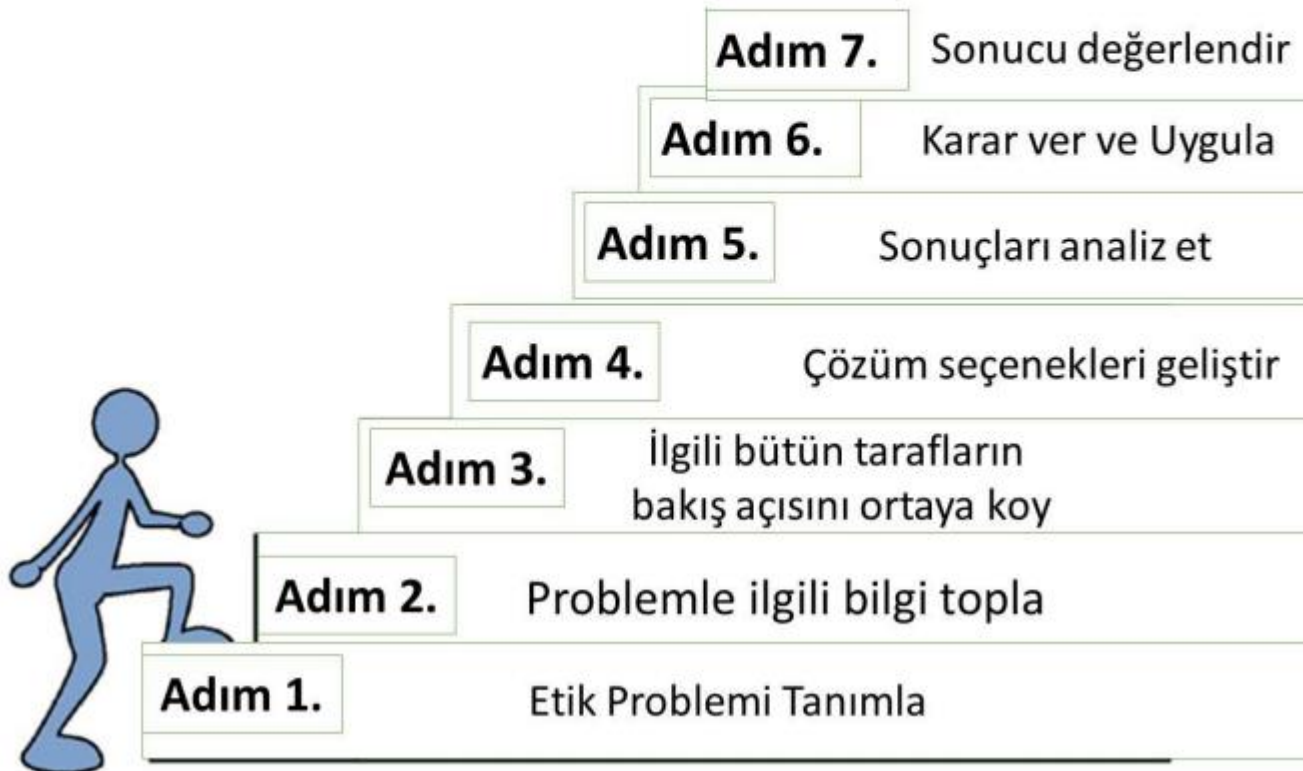 Adım 7. Sonucu değerlendir
Adım 6. Karar ver ve Uygula
Adım 5. Sonuçları analiz et
Adım 4. Çözüm seçenekleri geliştir
Adım 3. İlgili bütün tarafların
bakış açısını ortaya koy
Adım 2. Problemle ilgili bilgi topla
Adım 1. Etik Problemi Tanımla